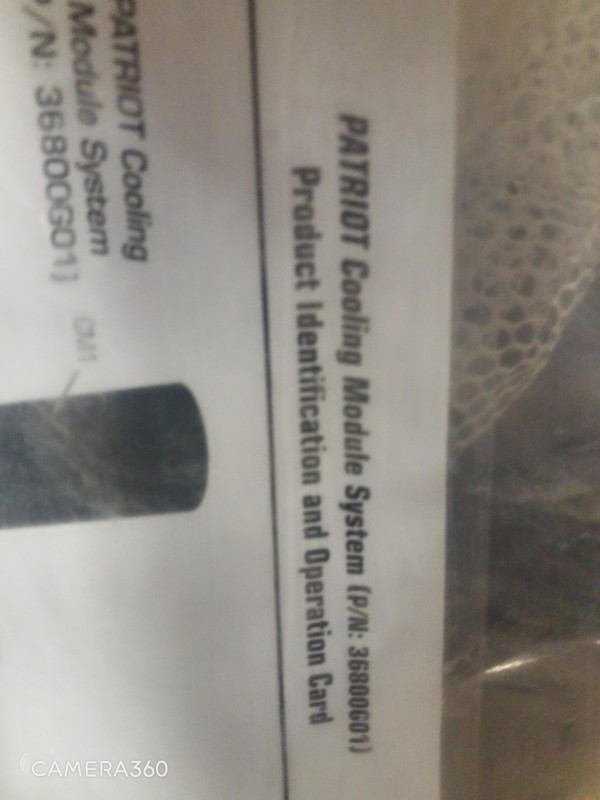 PATRIOT Cooling Module System (P/N: 36800G01)
Product Identification and Operation Card
PATRIOT Cooling
Module System
P/N: 36800G01)
CM1
CAMERA360